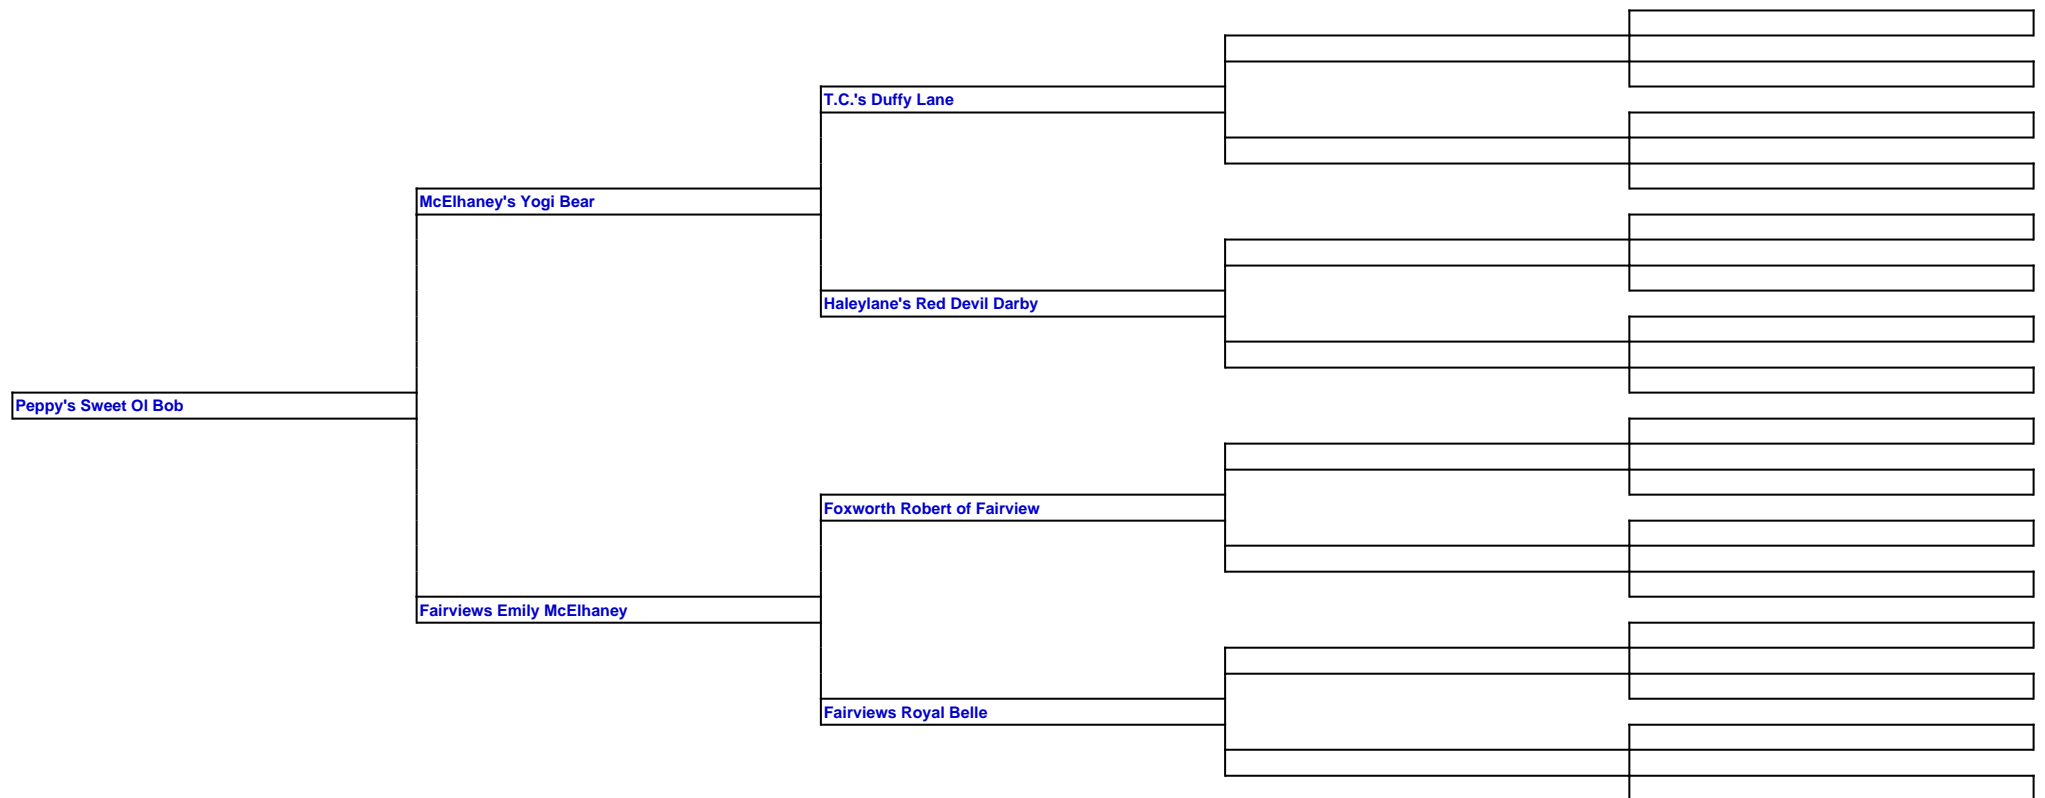 T.C.'s Duffy Lane
McElhaney's Yogi Bear
Haleylane's Red Devil Darby
Peppy's Sweet Ol Bob
Foxworth Robert of Fairview
Fairviews Emily McElhaney
Fairviews Royal Belle